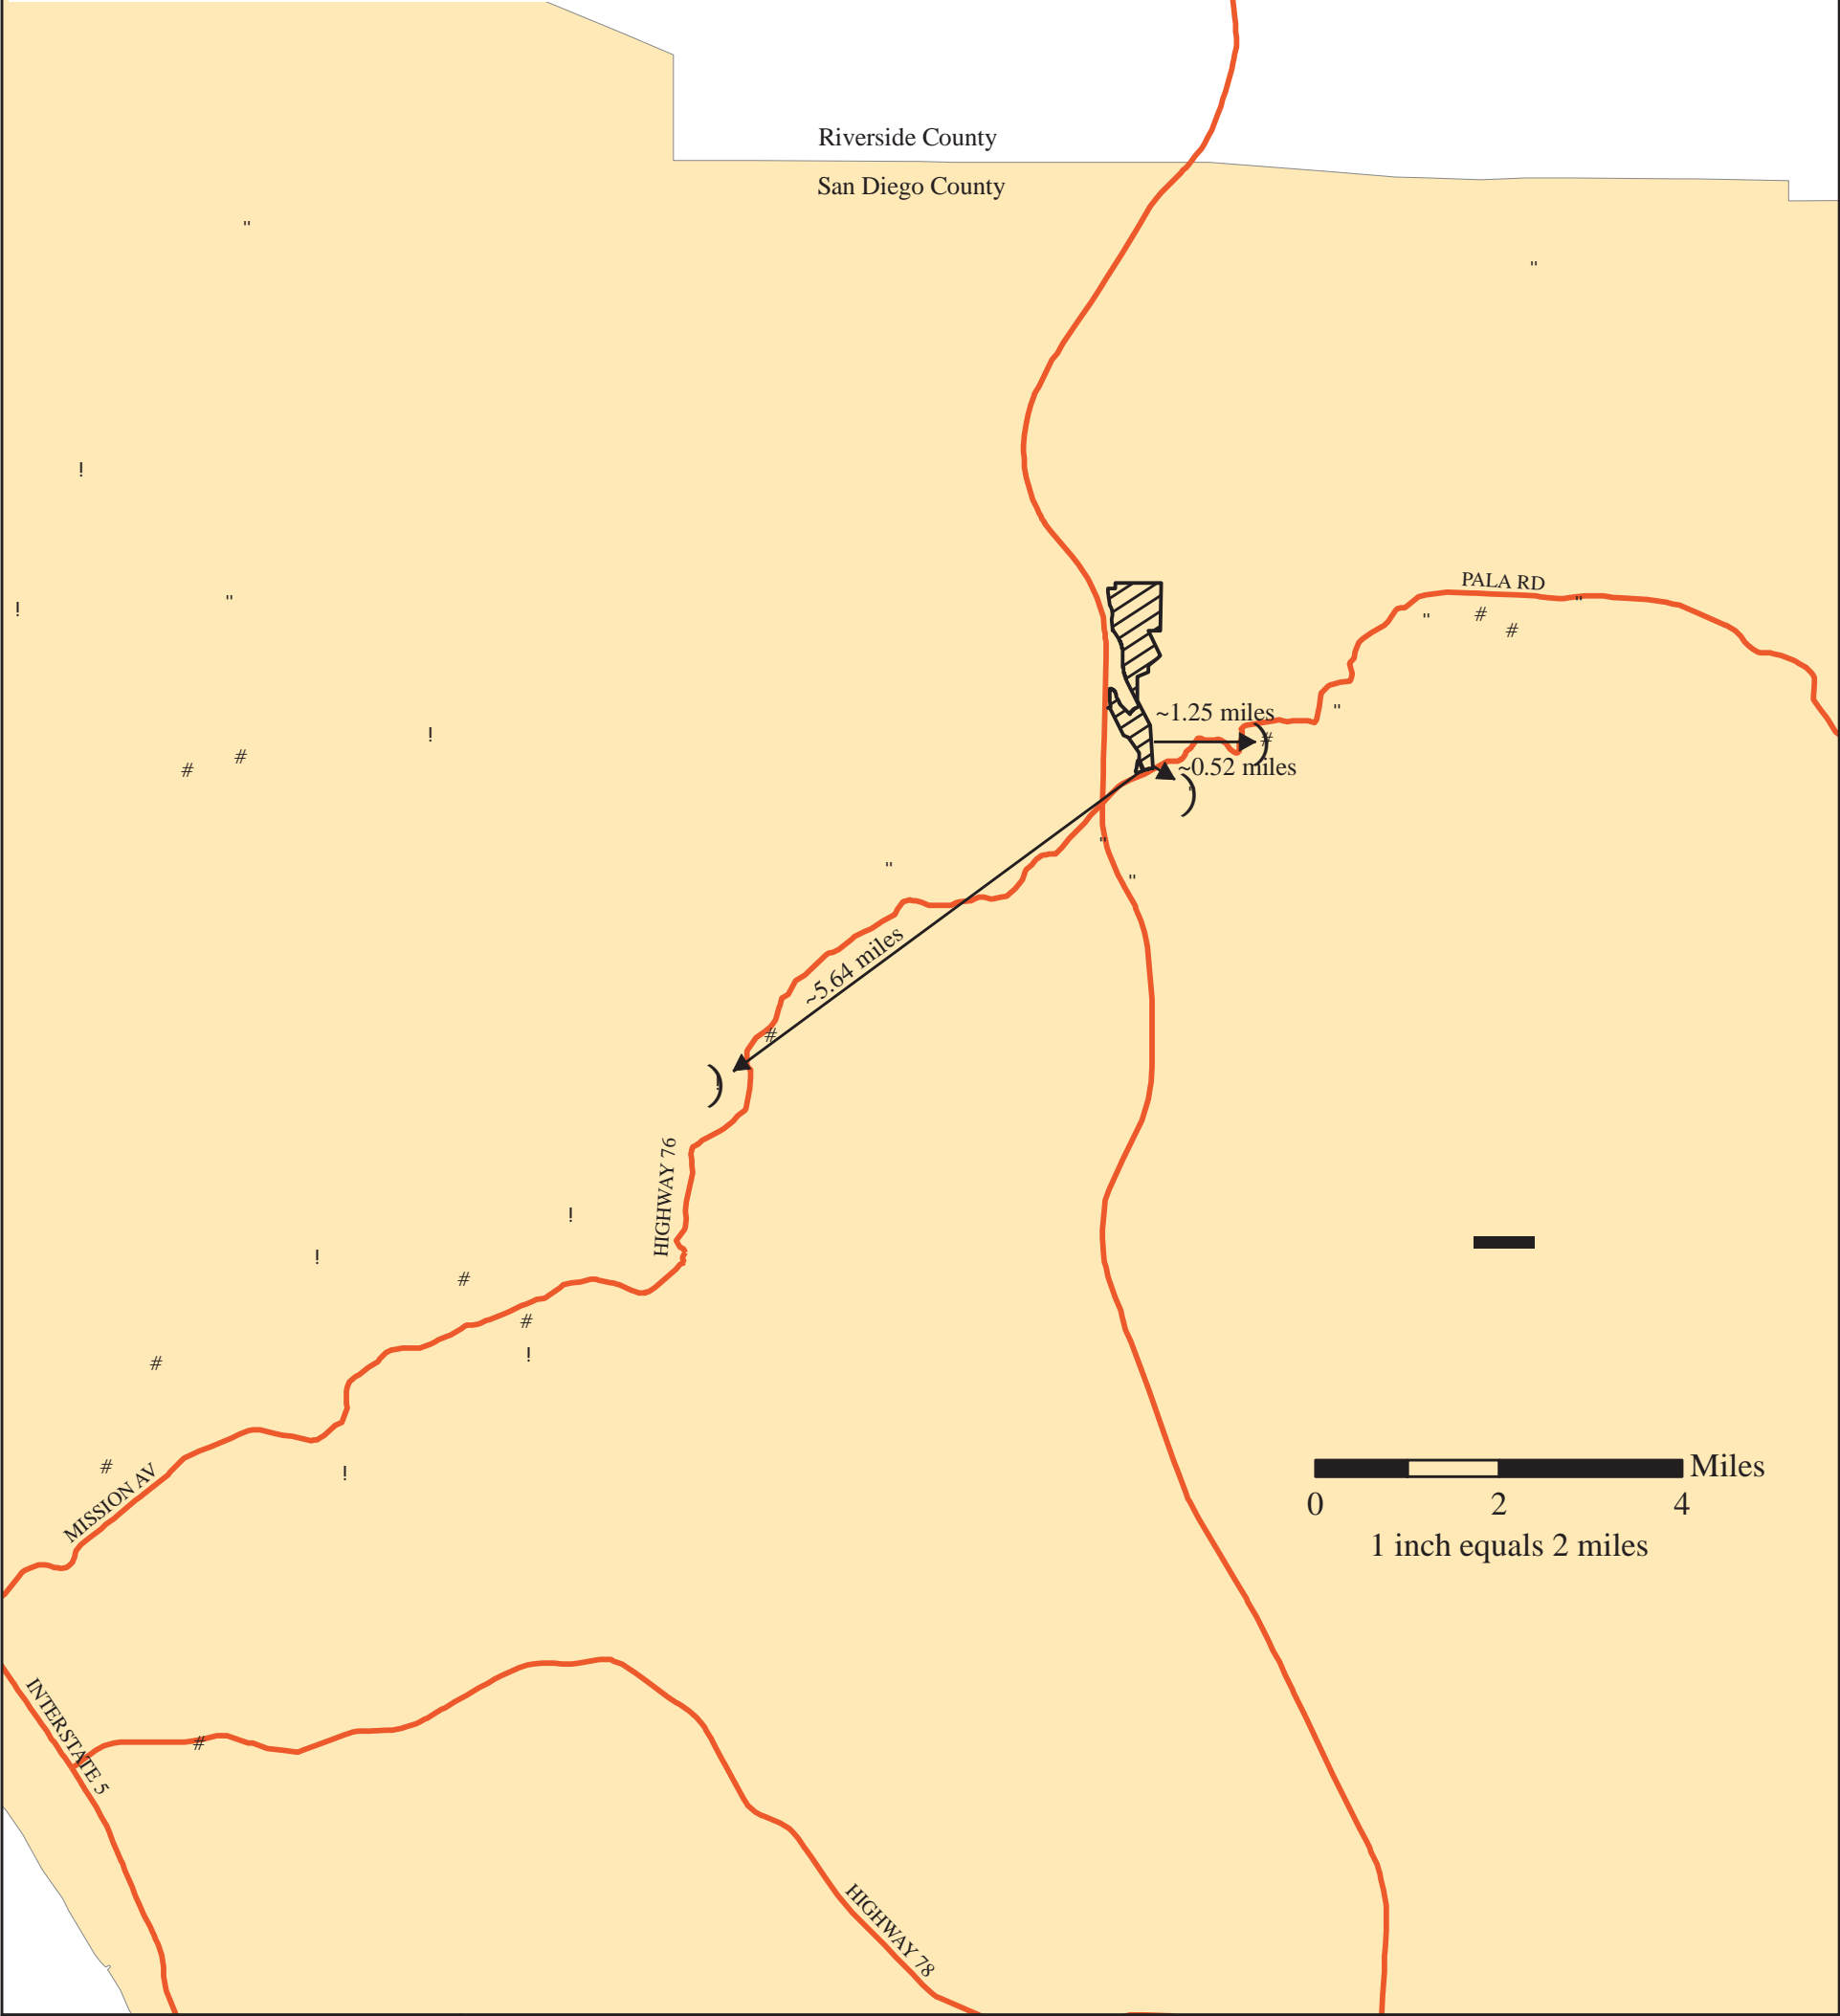 Riverside County
San Diego County
"
"
!
PALA RD
"
!
"
"
#
#
"
~1.25 miles
!
#
#
#
~0.52 miles
"
"
"
~5.64 miles
#
!
HIGHWAY 76
!
!
#
#
!
#
#
!
MISSION AV
Miles
0 2 4
1 inch equals 2 miles
INTERSTATE 5
#
HIGHWAY 78